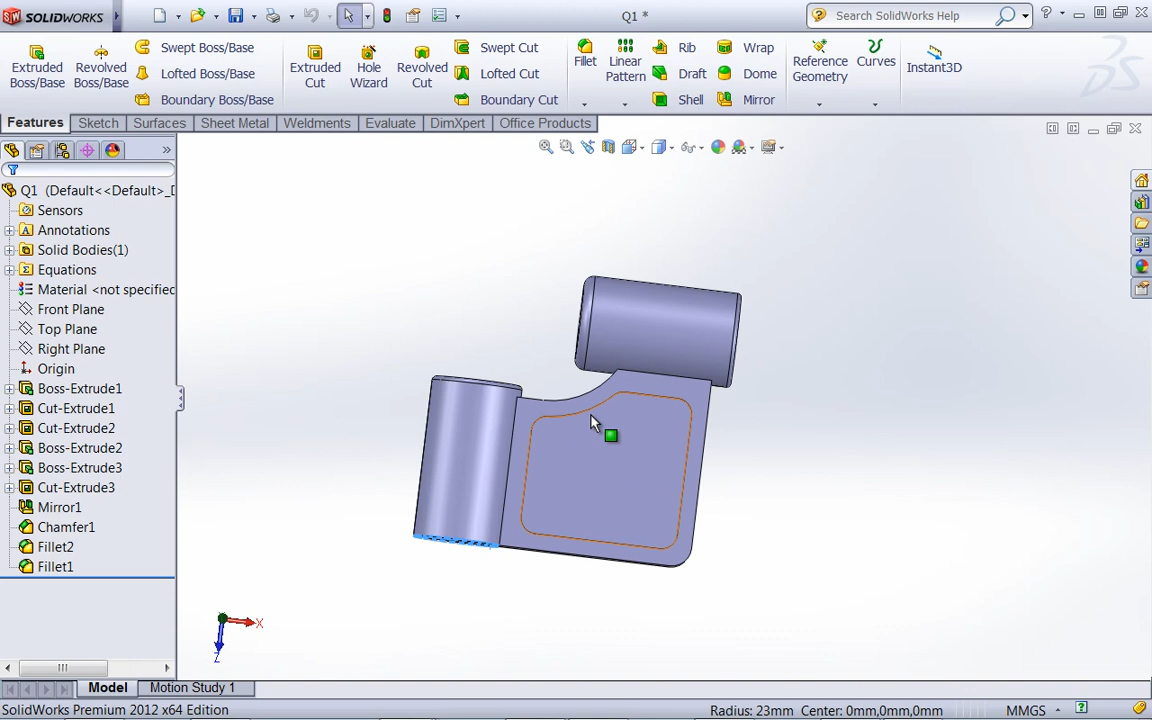 SOLIDWORKS
Q1 *
Search SolidWorks Help
Extruded Boss/Base
Revolved Boss/Base
Swept Boss/Base
Lofted Boss/Base
Boundary Boss/Base
Extruded Cut
Hole Wizard
Revolved Cut
Swept Cut
Lofted Cut
Boundary Cut
Fillet
Linear Pattern
Rib
Draft
Shell
Wrap
Dome
Mirror
Reference Geometry
Curves
Instant3D
Features
Sketch
Surfaces
Sheet Metal
Weldments
Evaluate
DimXpert
Office Products
Q1 (Default<<Default>_D
Sensors
Annotations
Solid Bodies(1)
Equations
Material <not specified
Front Plane
Top Plane
Right Plane
Origin
Boss-Extrude1
Cut-Extrude1
Cut-Extrude2
Boss-Extrude2
Boss-Extrude3
Cut-Extrude3
Mirror1
Chamfer1
Fillet2
Fillet1
X
Z
Model
Motion Study 1
SolidWorks Premium 2012 x64 Edition
Radius: 23mm Center: 0mm,0mm,0mm
MMGS